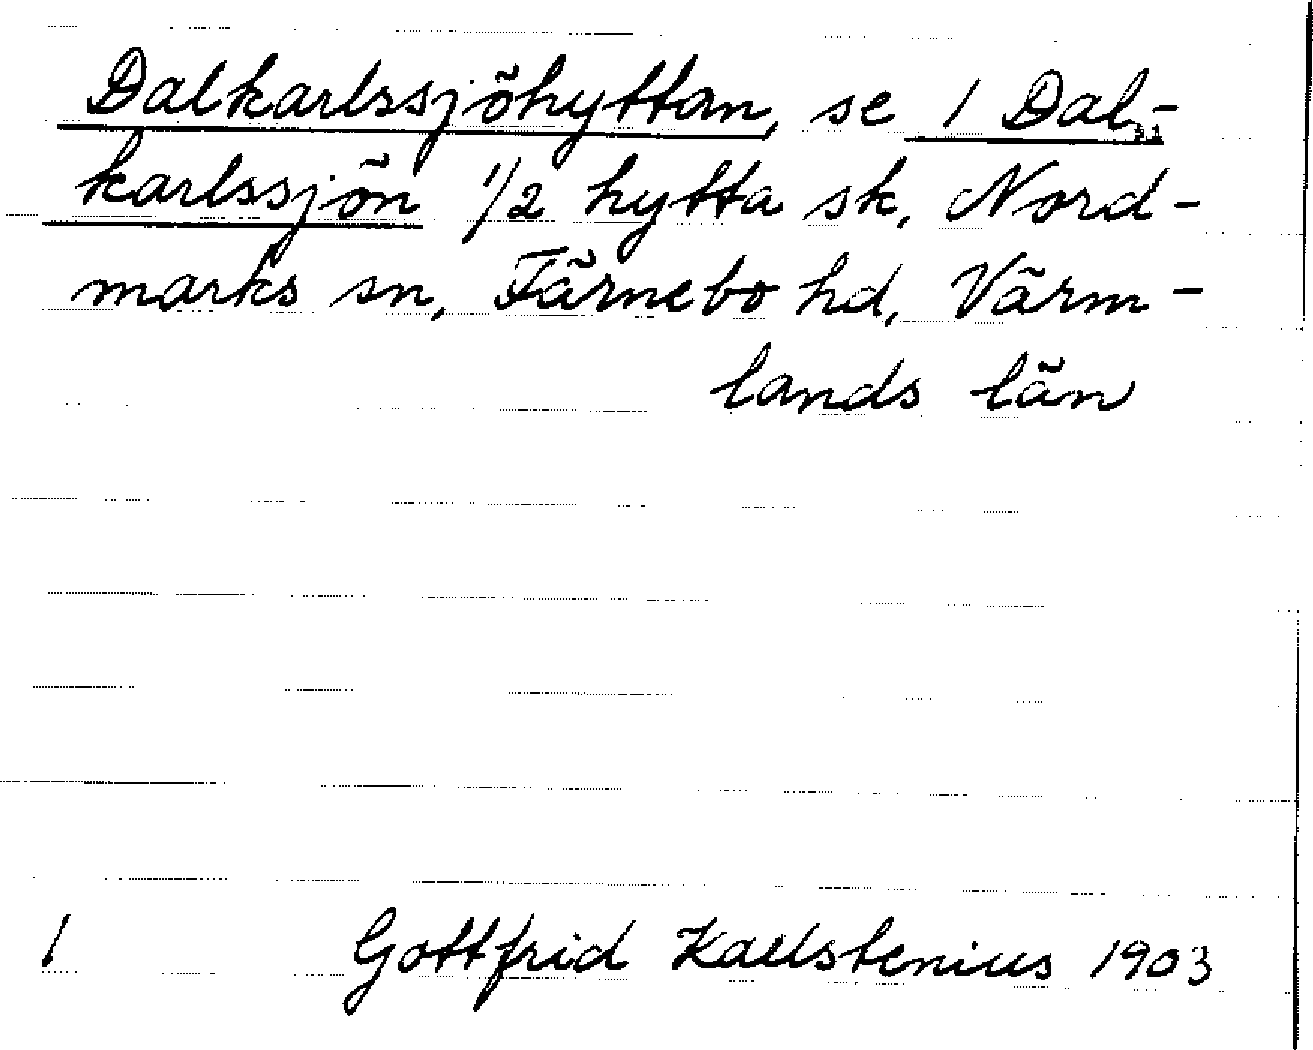 Dalkarlssjöhyttan, se 1 Dal-
karlssjön 1/2 hytta sk, Nord-
marks sn, Färnebo hd, Värm-
lands län
1 Gottfrid Kallstenius 1903